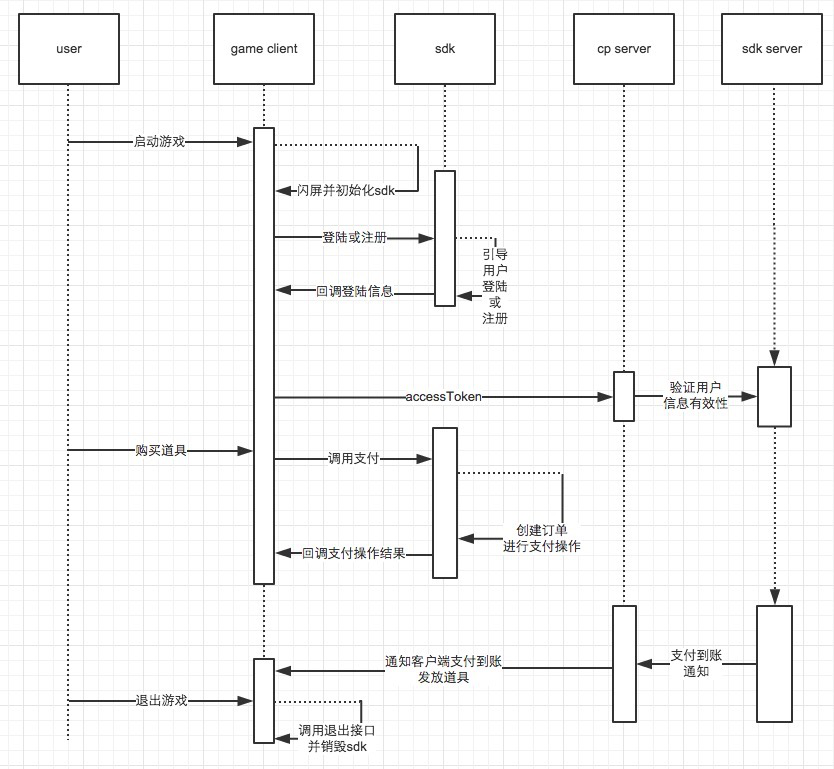 user
game client
sdk
cp server
sdk server
启动游戏
闪屏并初始化sdk
登陆或注册
引导
用户
登陆
或
注册
回调登陆信息
accessToken
验证用户
信息有效性
购买道具
调用支付
创建订单
进行支付操作
回调支付操作结果
通知客户端支付到账
发放道具
支付到账
通知
退出游戏
调用退出接口
并销毁sdk